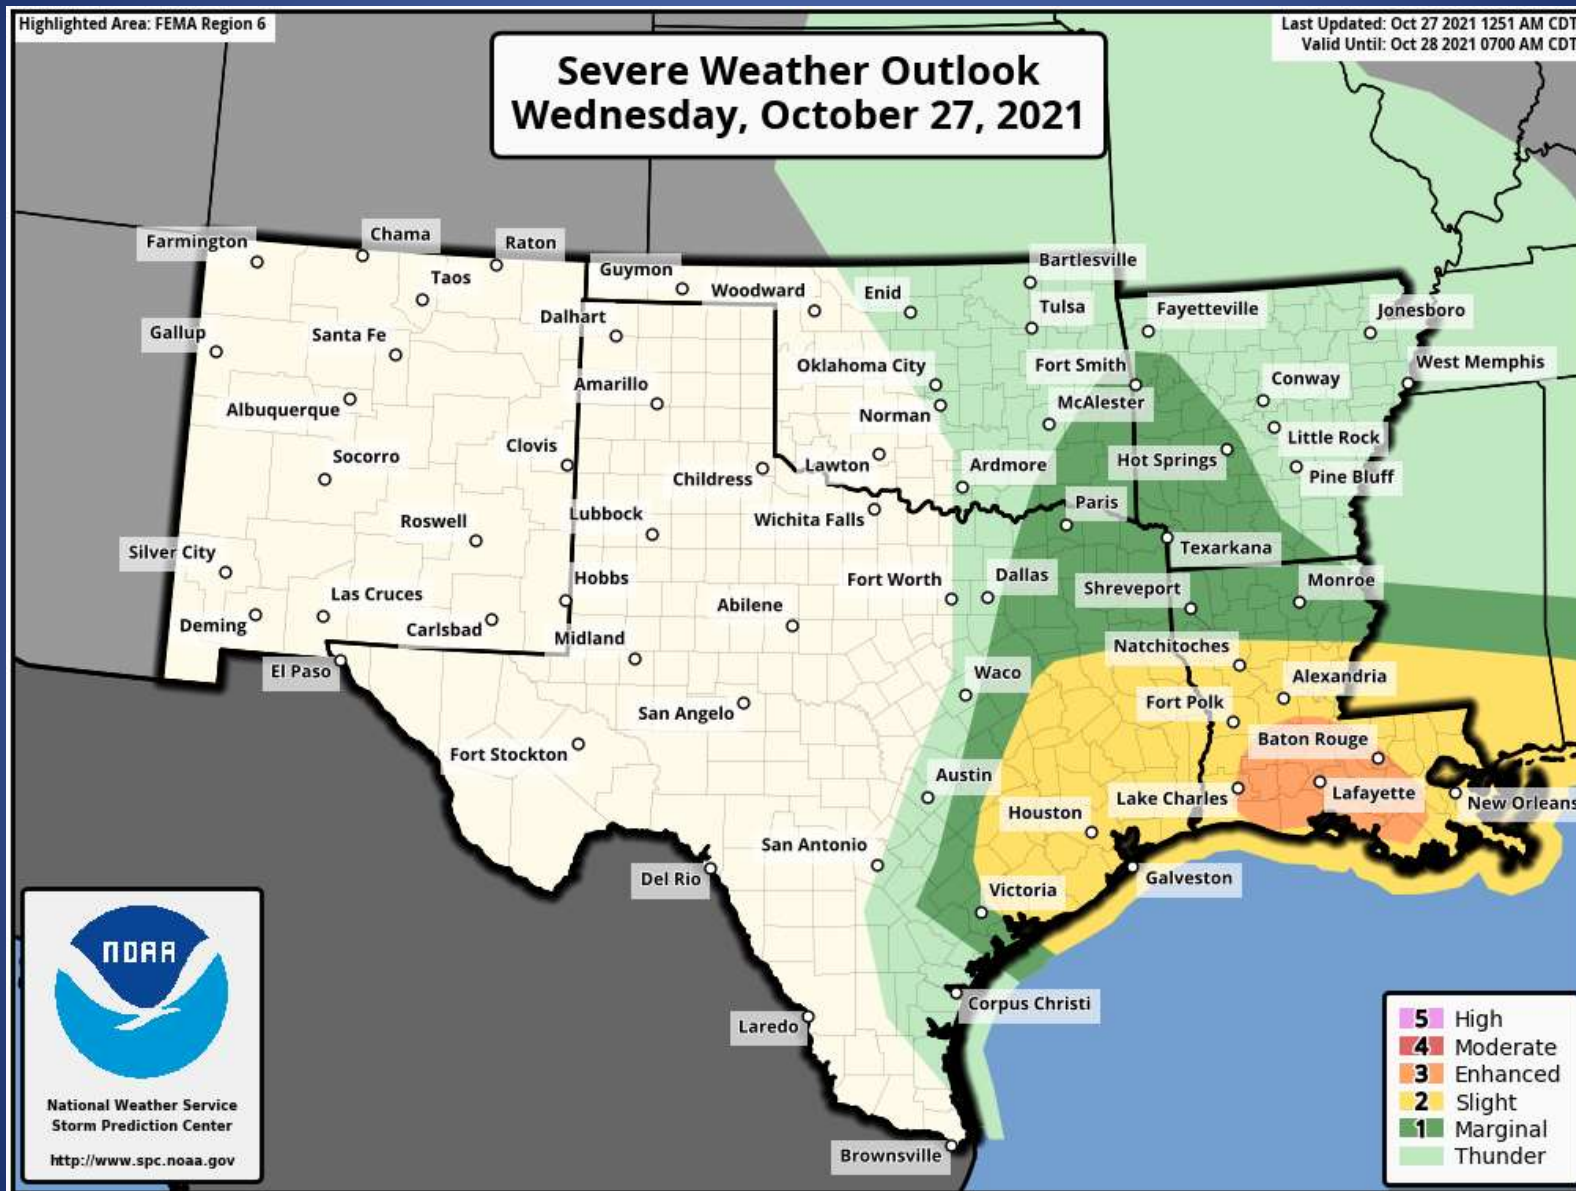 Highlighted Area: FEMA Region 6
Last Updated: Oct 27 2021 1251 AM CDT
Valid Until: Oct 28 2021 0700 AM CDT
Severe Weather Outlook
Wednesday, October 27, 2021
Farmington
Chama
Raton
Taos
Guymon
Woodward
Enid
Bartlesville
Tulsa
Fayetteville
Jonesboro
Gallup
Santa Fe
Dalhart
Oklahoma City
Fort Smith
West Memphis
Albuquerque
Amarillo
Norman
McAlester
Conway
Socorro
Clovis
Childress
Lawton
Ardmore
Hot Springs
Little Rock
Pine Bluff
Roswell
Lubbock
Wichita Falls
Paris
Texarkana
Silver City
Las Cruces
Hobbs
Fort Worth
Dallas
Shreveport
Monroe
Deming
Carlsbad
Midland
Abilene
Natchitoches
El Paso
San Angelo
Waco
Fort Polk
Alexandria
Fort Stockton
Austin
Baton Rouge
Houston
Lake Charles
Lafayette
New Orleans
San Antonio
Del Rio
Victoria
Galveston
Laredo
Corpus Christi
Brownsville
NOAA
National Weather Service
Storm Prediction Center
http://www.spc.noaa.gov
5 High
4 Moderate
3 Enhanced
2 Slight
1 Marginal
Thunder